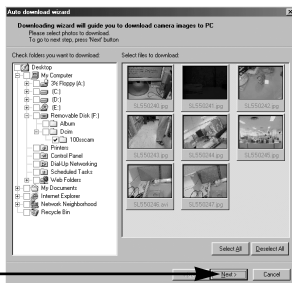 Auto download wizard
Downloading wizard will guide you to download camera images to PC
Please select photos to download.
To go to next step, press 'Next' button
Check folders you want to download:
Select files to download:
Desktop
My Computer
3½ Floppy (A:)
(C:)
(D:)
(E:)
Removable Disk (F:)
Album
Dcim
100sscam
Printers
Control Panel
Dial-Up Networking
Scheduled Tasks
Web Folders
My Documents
Internet Explorer
Network Neighborhood
Recycle Bin
SL550240.jpg
SL550241.jpg
SL550242.jpg
SL550243.jpg
SL550244.jpg
SL550245.jpg
SL550246.avi
SL550247.jpg
Select All
Deselect All
Next >
Cancel